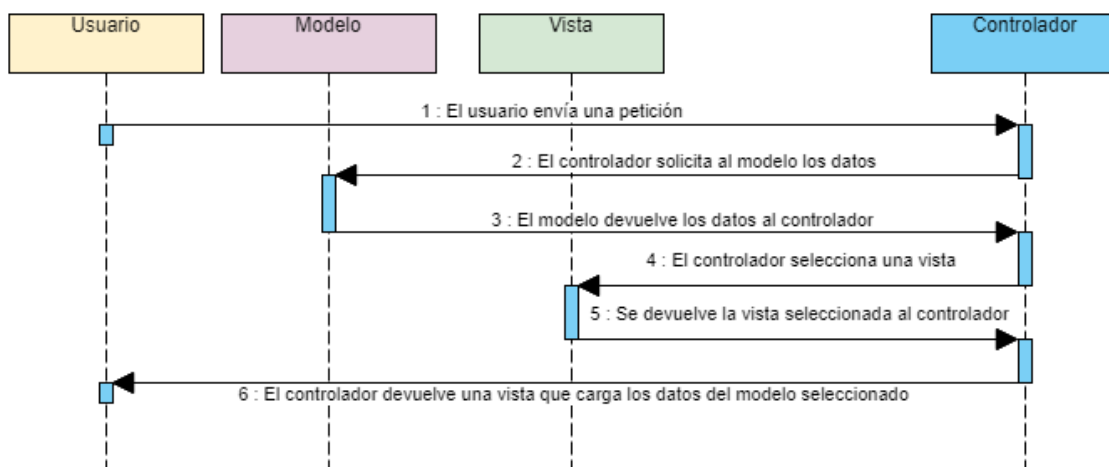 Usuario
Modelo
Vista
Controlador
1 : El usuario envía una petición
2 : El controlador solicita al modelo los datos
3 : El modelo devuelve los datos al controlador
4 : El controlador selecciona una vista
5 : Se devuelve la vista seleccionada al controlador
6 : El controlador devuelve una vista que carga los datos del modelo seleccionado